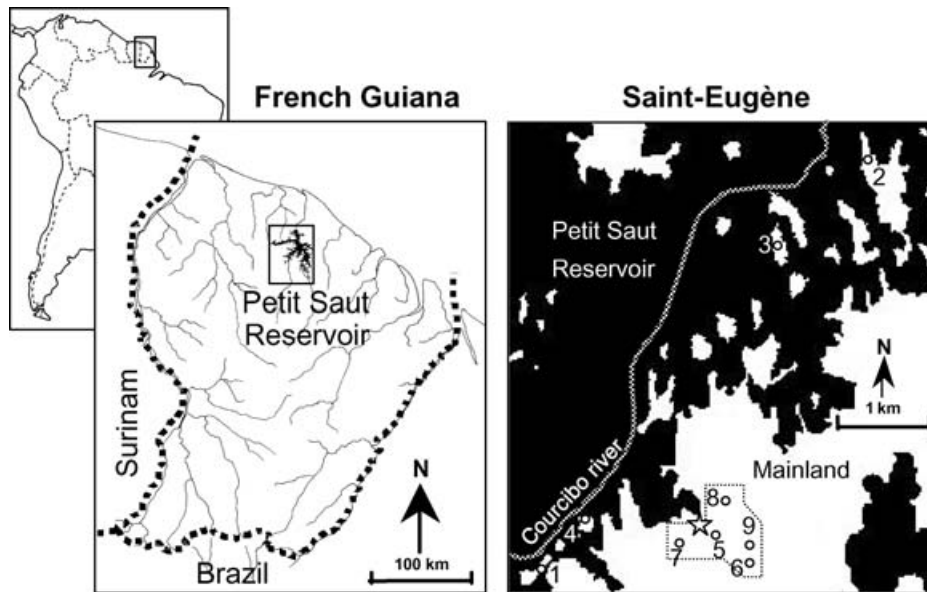 French Guiana
Petit Saut
Reservoir
Surinam
Brazil
N
100 km
Saint-Eugène
Petit Saut
Reservoir
Courcibo river
Mainland
N
1 km
2
3
8
9
4
7
5
6
1